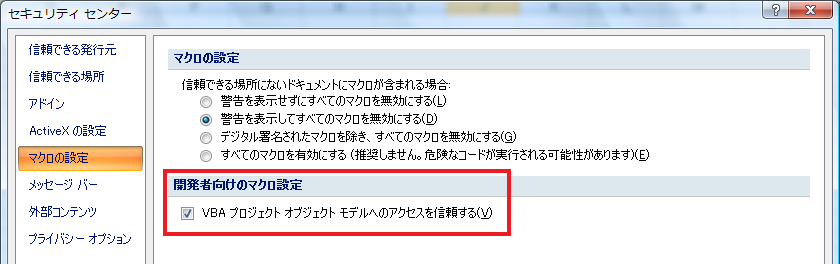 セキュリティ センター
信頼できる発行元
信頼できる場所
アドイン
ActiveX の設定
マクロの設定
メッセージ バー
外部コンテンツ
プライバシー オプション
マクロの設定
信頼できる場所にないドキュメントにマクロが含まれる場合:
警告を表示せずにすべてのマクロを無効にする(L)
警告を表示してすべてのマクロを無効にする(D)
デジタル署名されたマクロを除き、すべてのマクロを無効にする(G)
すべてのマクロを有効にする (推奨しません。危険なコードが実行される可能性があります)(E)
開発者向けのマクロ設定
VBA プロジェクト オブジェクト モデルへのアクセスを信頼する(V)